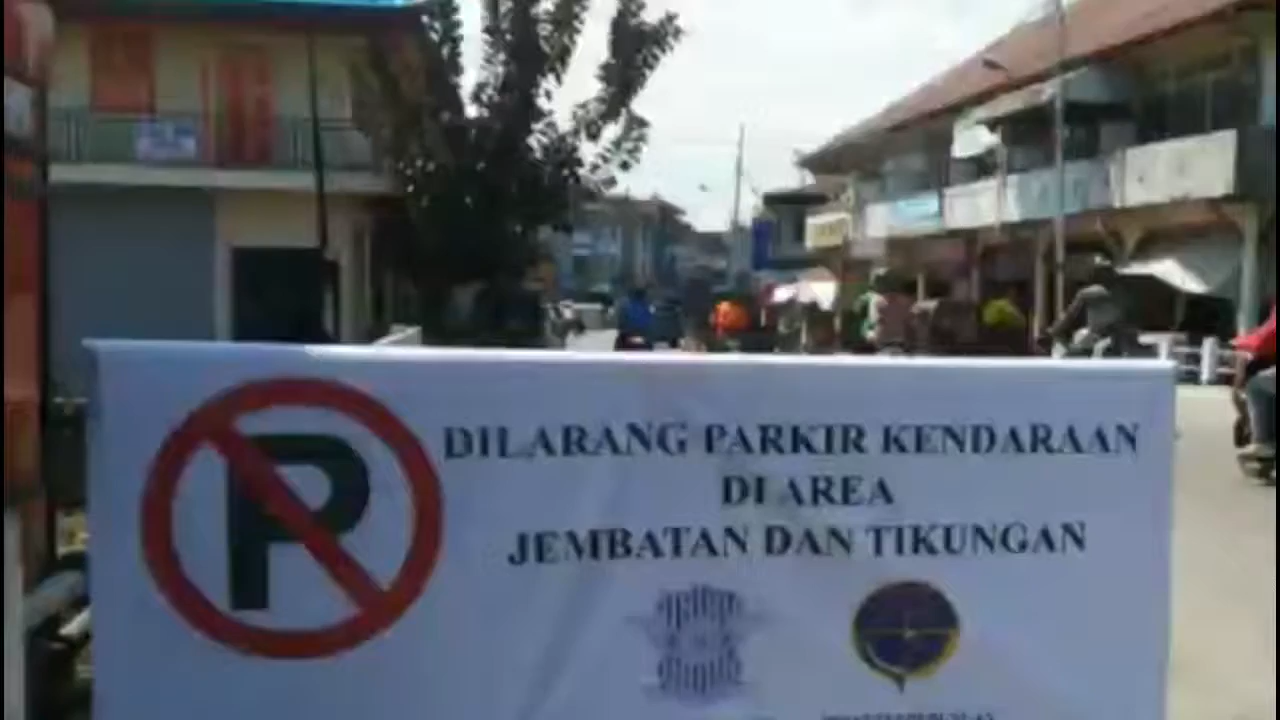 P
DILARANG PARKIR KENDARAAN
DI AREA
JEMBATAN DAN TIKUNGAN